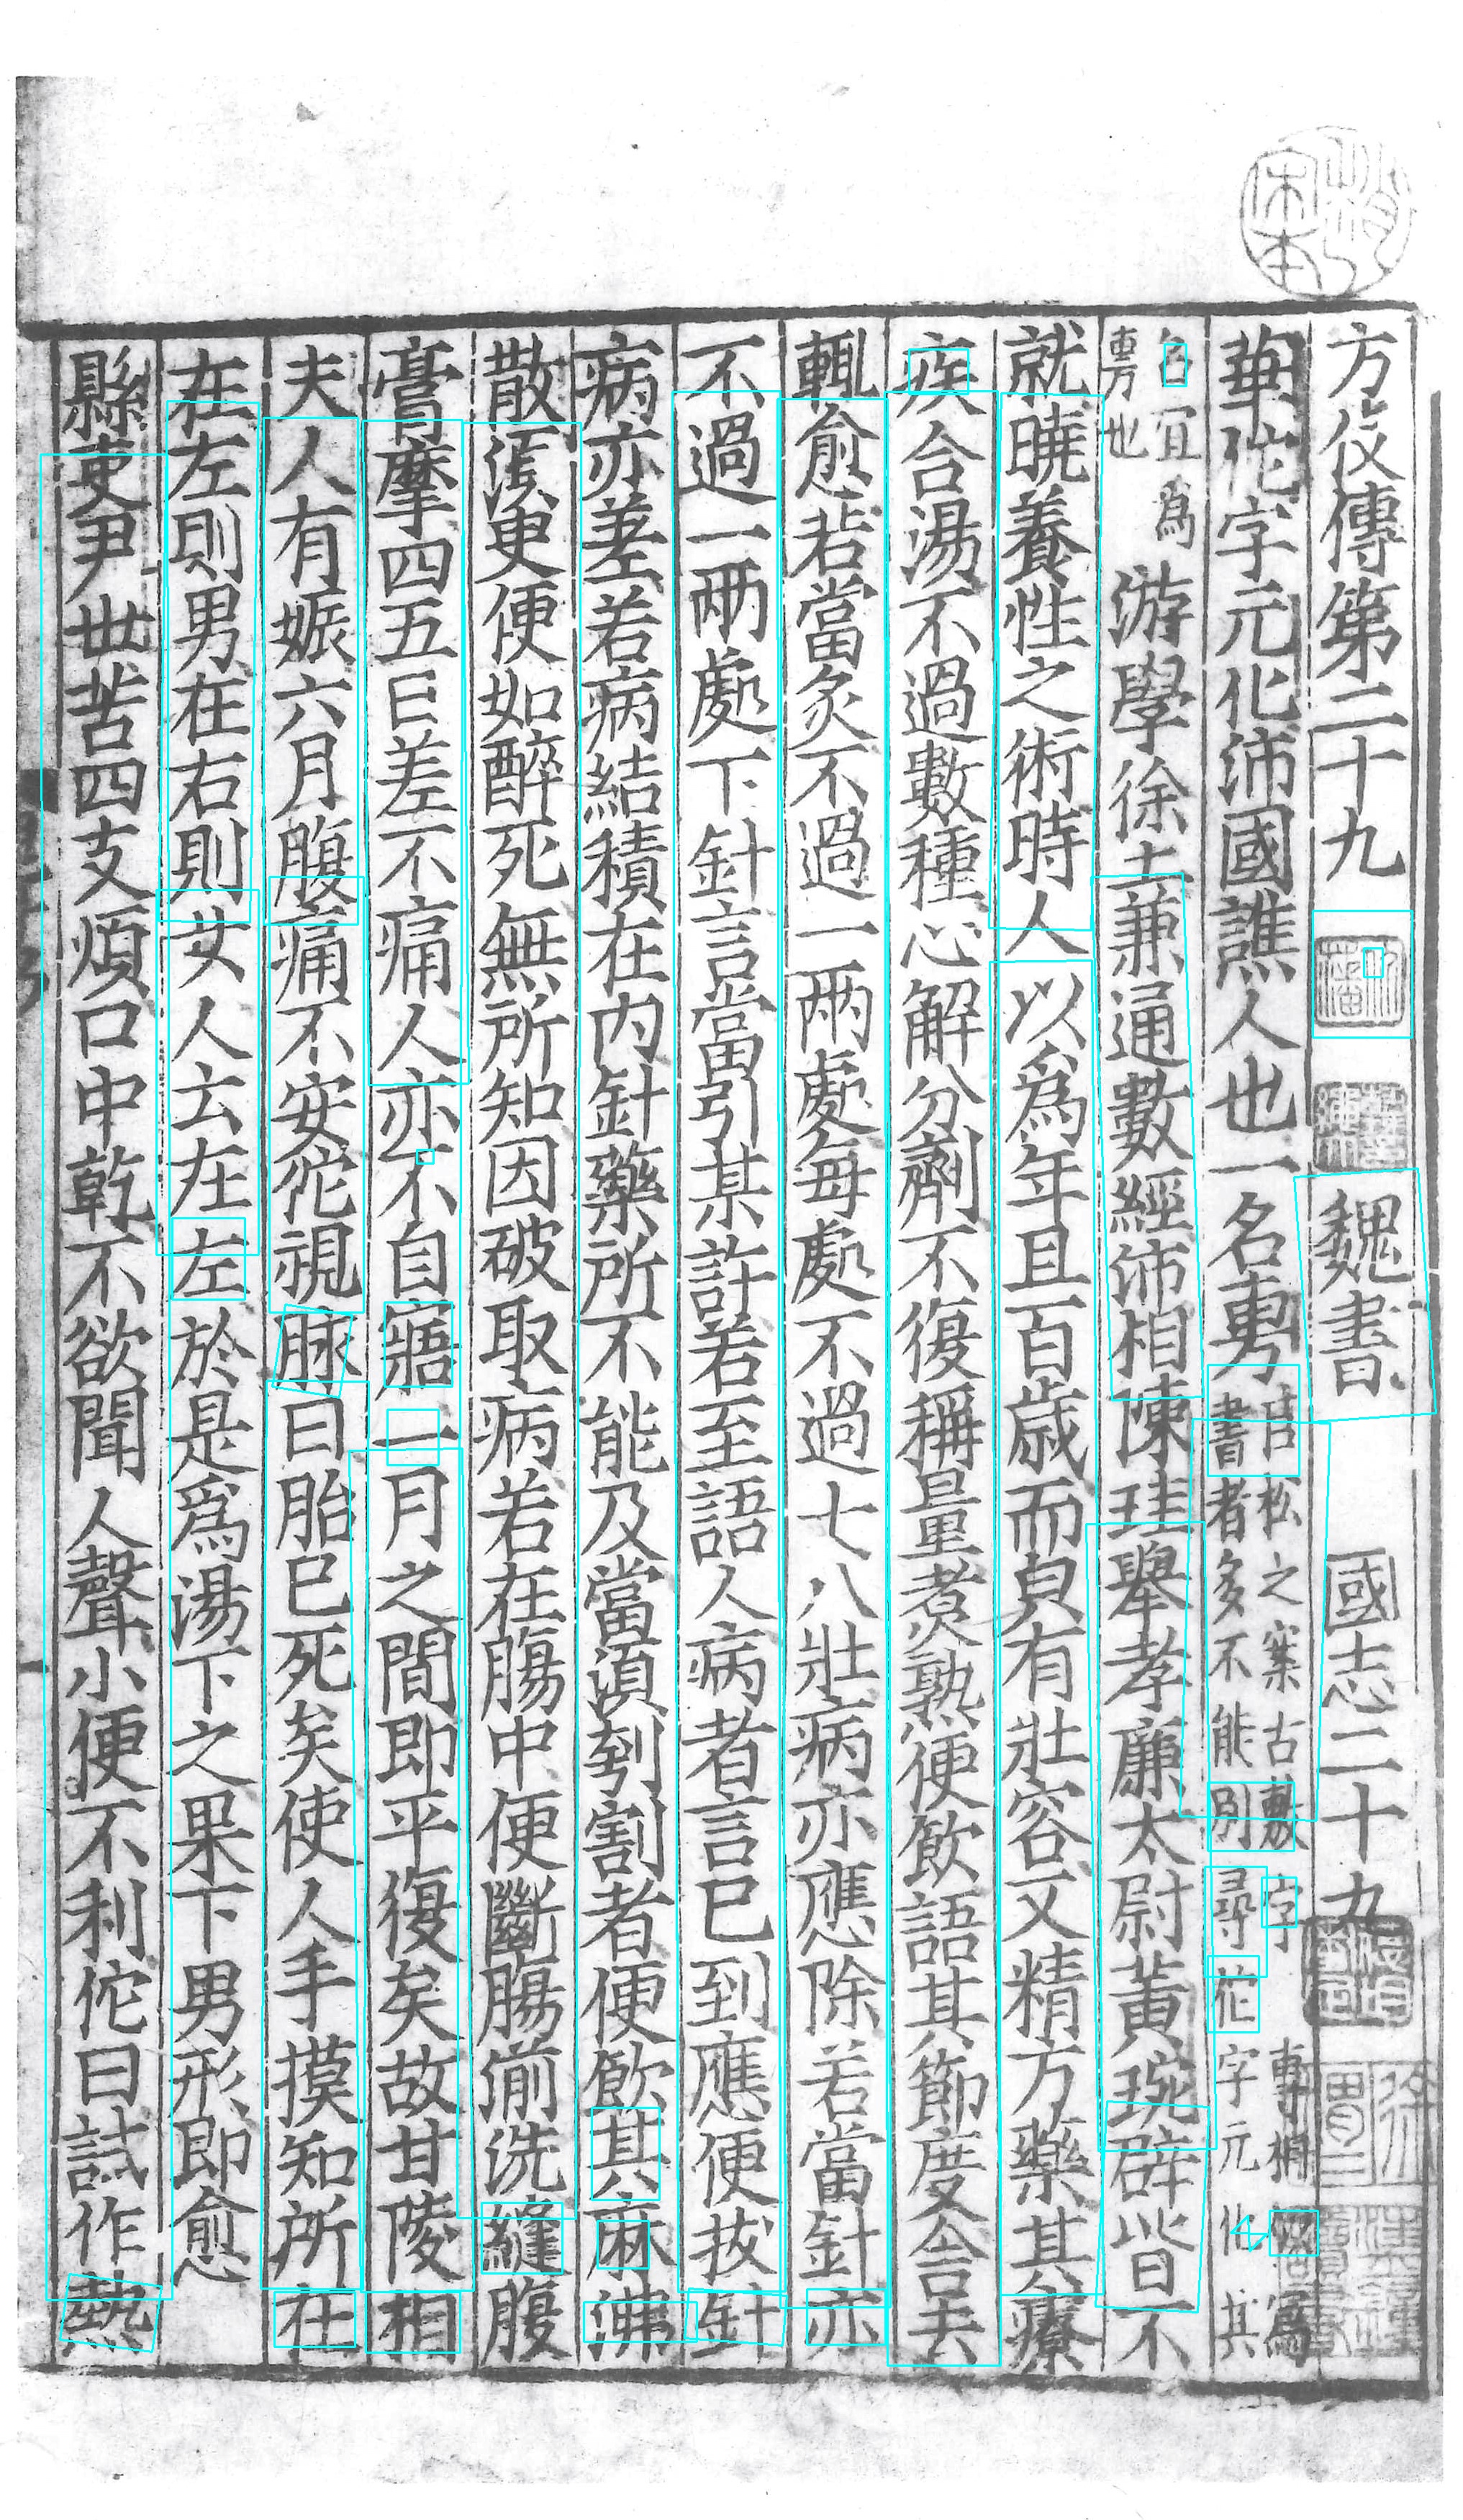 方伎傳第二十九 魏書 國志二十九
華佗字元化沛國譙人也一名旉 臣松之案古敷字與旉相似寫書者多不能別尋佗字元化其
名宜爲旉也 游學徐土兼通數經沛相陳珪舉孝廉太尉黃琬辟皆不
就曉養性之術時人以爲年且百歲而皃有壯容又精方藥其療
疾合湯不過數種心解分劑不復稱量煮熟便飲語其節度舍去
輒愈若當灸不過一兩處每處不過七八壯病亦應除若當針亦
不過一兩處下針言當引某許若至語人病者言已到應便拔針
病亦差若病結積在内針藥所不能及當須刳割者便飲其麻沸
散湏臾便如醉死無所知因破取病若在腸中便斷腸湔洗縫腹
膏摩四五日差不痛人亦不自寤一月之間即平復矣故甘陵相
夫人有娠六月腹痛不安佗視脉曰胎已死矣使人手摸知所在
在左則男在右則女人云在左於是爲湯下之果下男形即愈
縣吏尹世苦四支煩口中乾不欲聞人聲小便不利佗曰試作熱